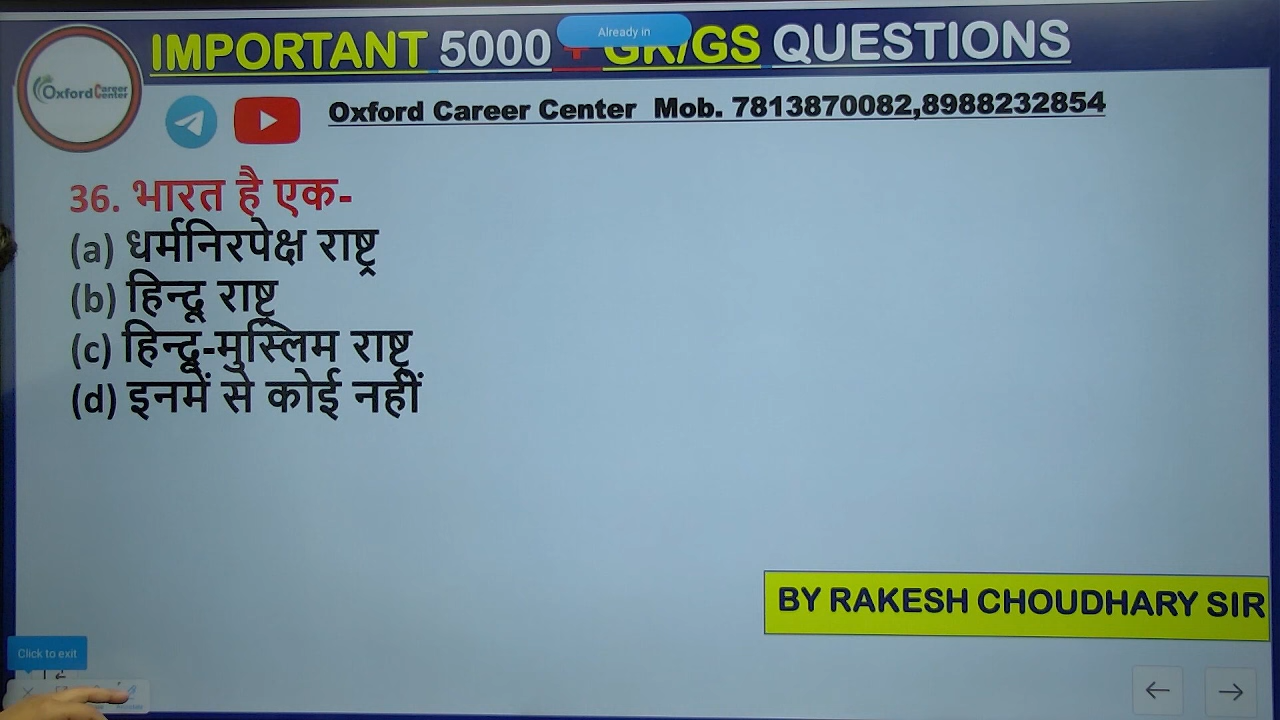 IMPORTANT 5000 + GK/GS QUESTIONS
Already in
Oxford Career Center
Oxford Career Center Mob. 7813870082,8988232854
36. भारत है एक-
(a) धर्मनिरपेक्ष राष्ट्र
(b) हिन्दू राष्ट्र
(c) हिन्दू-मुस्लिम राष्ट्र
(d) इनमें से कोई नहीं
BY RAKESH CHOUDHARY SIR
Click to exit